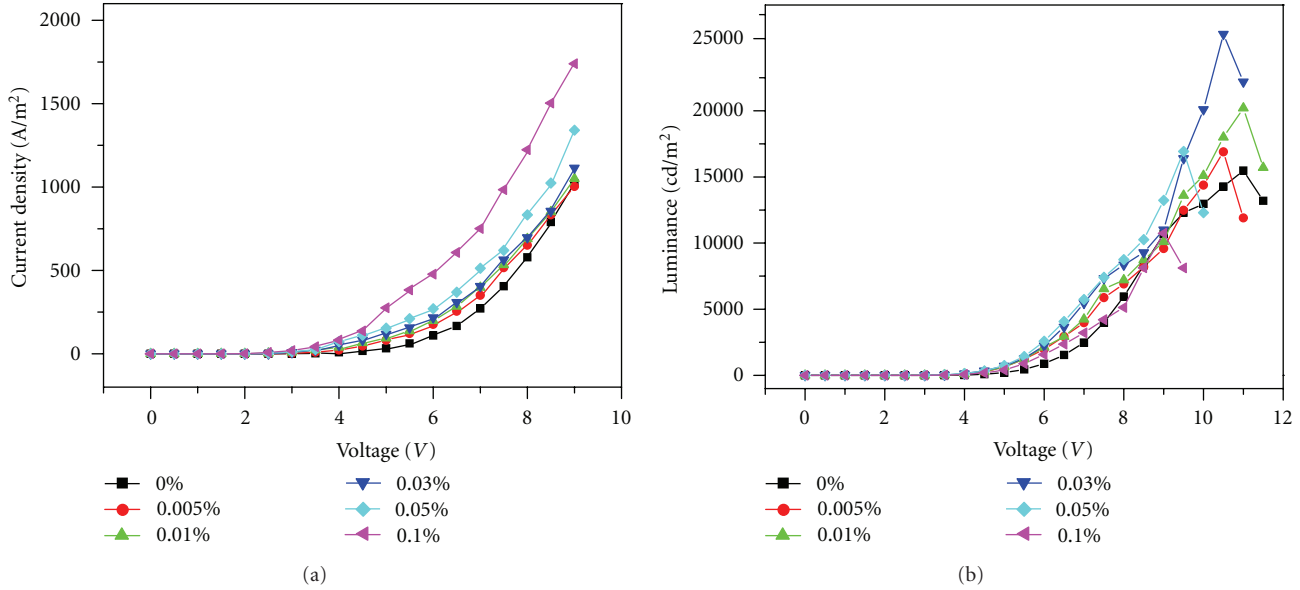 2000
1500
1000
500
0
Current density (A/m²)
0 2 4 6 8 10
Voltage (V)
0%
0.005%
0.01%
0.03%
0.05%
0.1%
(a)
25000
20000
15000
10000
5000
0
Luminance (cd/m²)
0 2 4 6 8 10 12
Voltage (V)
0%
0.005%
0.01%
0.03%
0.05%
0.1%
(b)